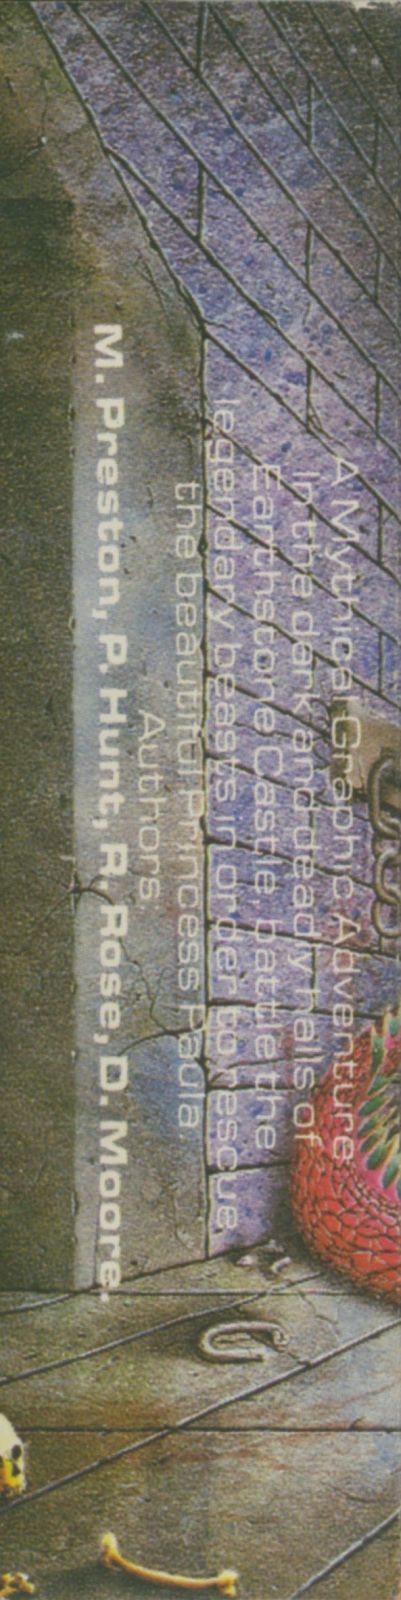 A Mythical Graphic Adventure
In the dark and deadly halls of
Earthstone Castle, battle the
legendary beasts in order to rescue
the beautiful Princess Paula.
Authors,
M. Preston, P. Hunt, R. Rose, D. Moore.